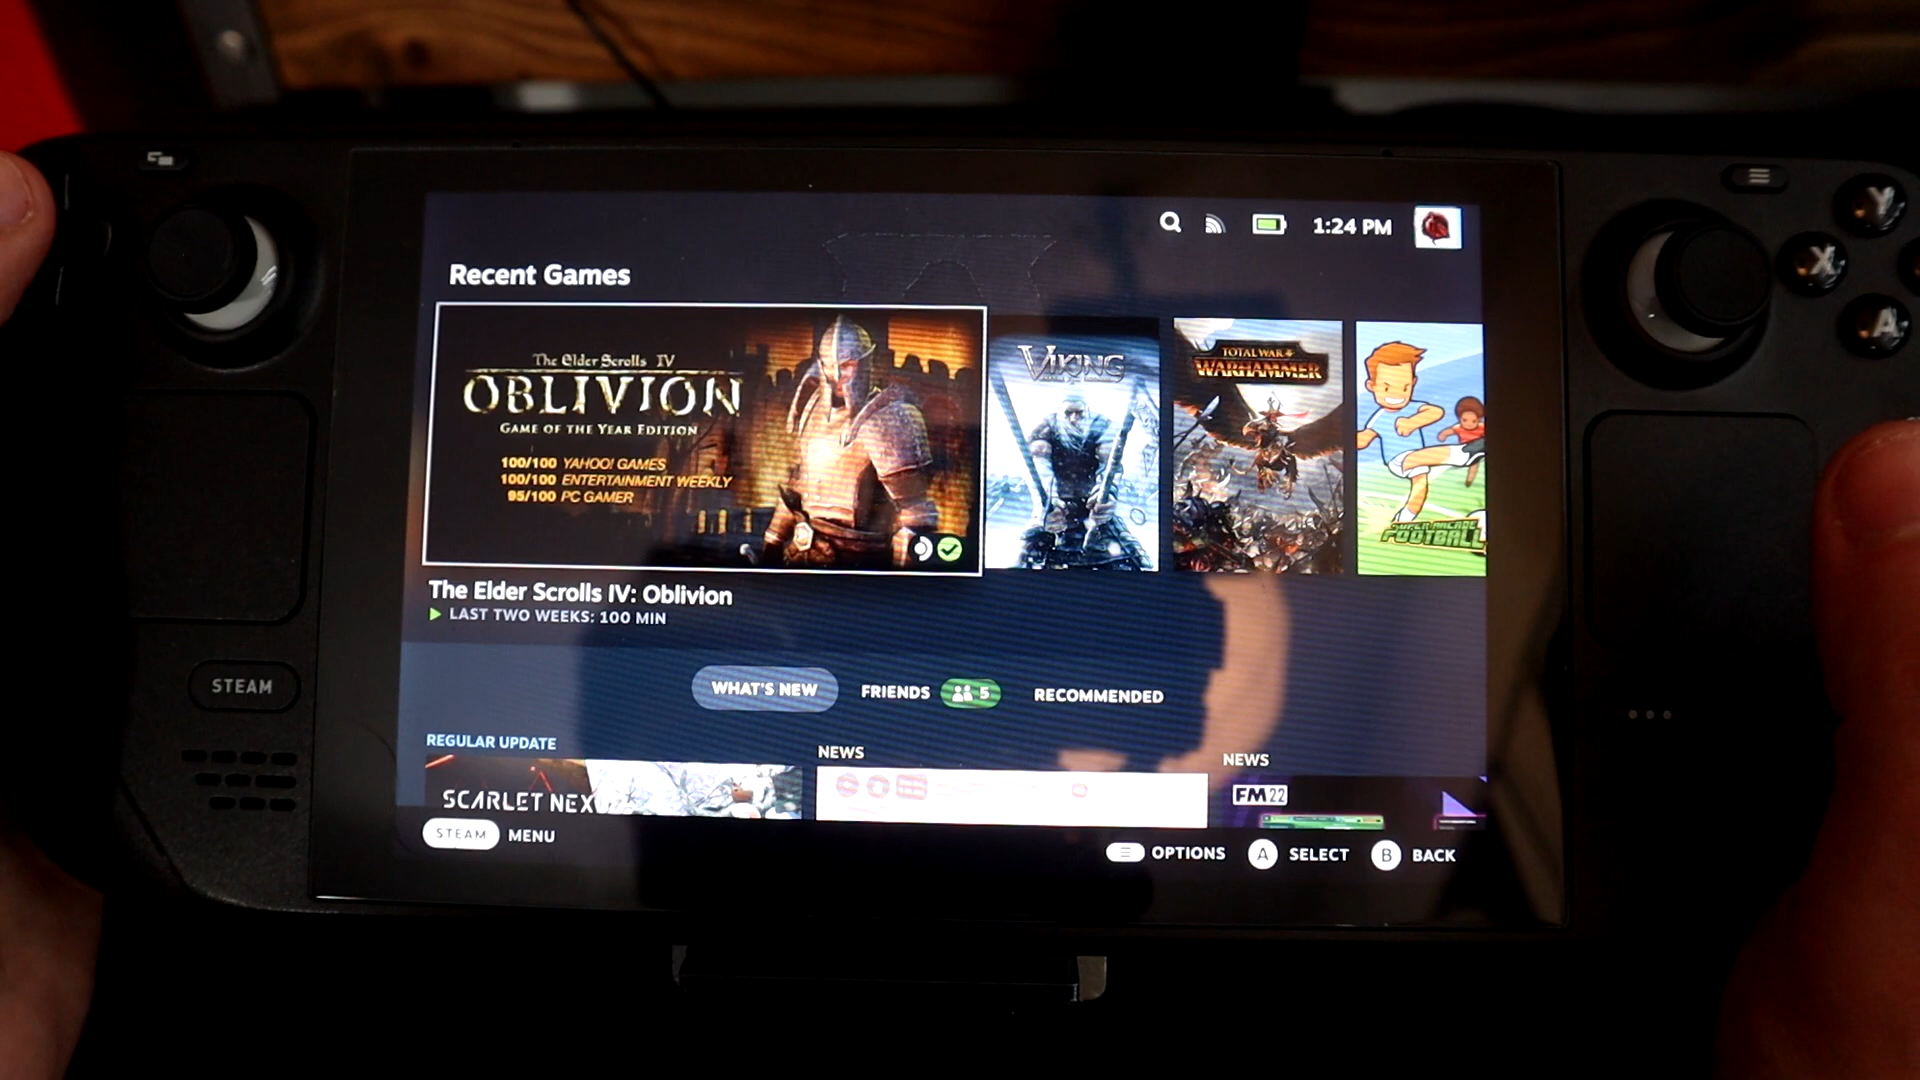 1:24 PM
Recent Games
The Elder Scrolls IV
OBLIVION
GAME OF THE YEAR EDITION
100/100 YAHOO! GAMES
100/100 ENTERTAINMENT WEEKLY
95/100 PC GAMER
VIKING
TOTAL WAR
WARHAMMER
SUPER ARCADE
FOOTBALL
The Elder Scrolls IV: Oblivion
LAST TWO WEEKS: 100 MIN
WHAT'S NEW
FRIENDS 5
RECOMMENDED
REGULAR UPDATE
NEWS
NEWS
SCARLET NEX
FM22
STEAM MENU
OPTIONS
A SELECT
B BACK
STEAM
Y
X
A